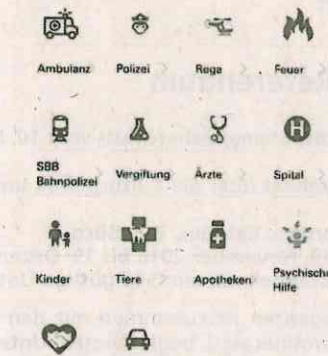 Ambulanz Polizei Rega Feuer
H
SBB
Bahnpolizei Vergiftung Ärzte Spital
Kinder Tiere Apotheken Psychische
Hilfe